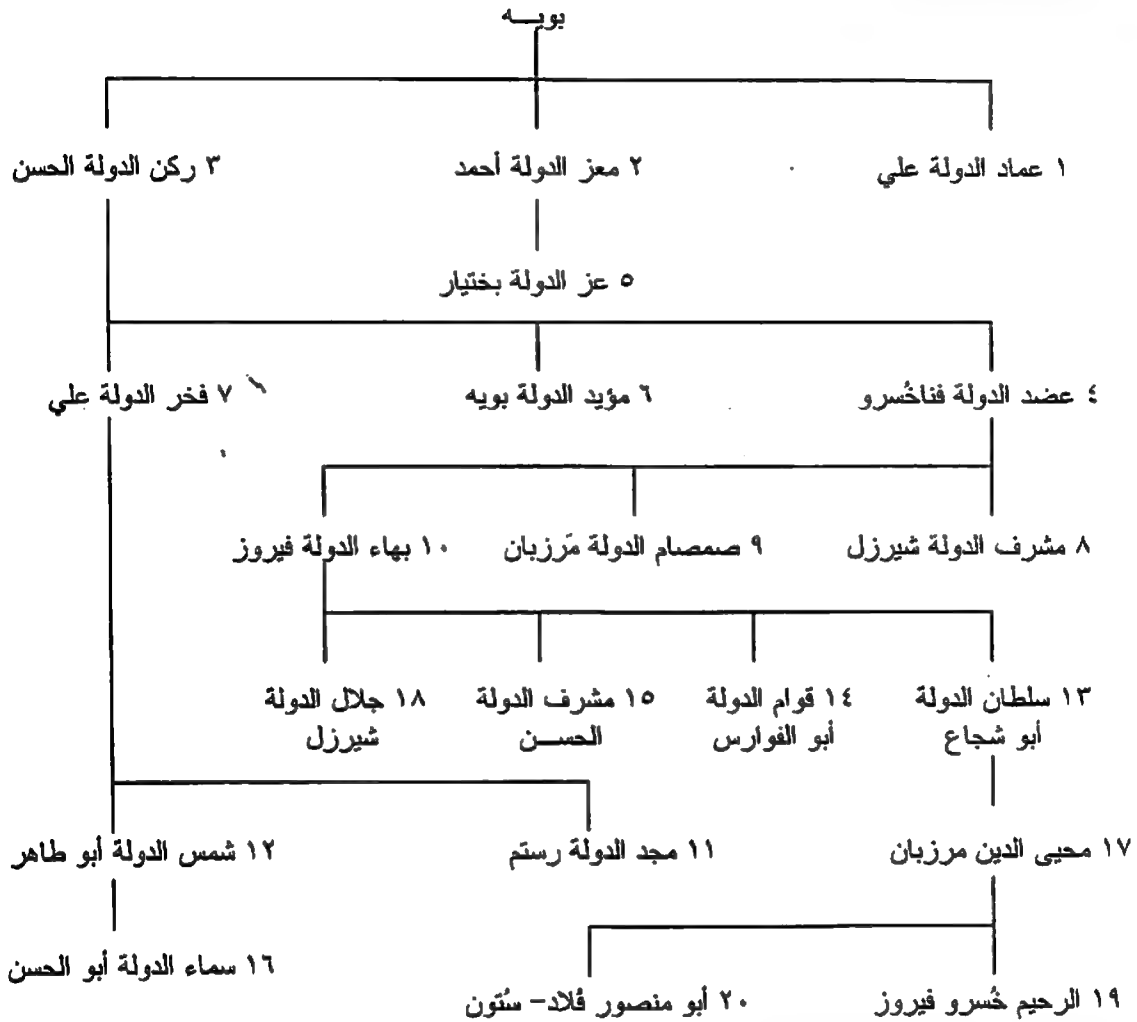 بويـــه
١ عماد الدولة علي
٢ معز الدولة أحمد
٣ ركن الدولة الحسن
٥ عز الدولة بختيار
٤ عضد الدولة فناخُسرو
٦ مؤيد الدولة بويه
٧ فخر الدولة علي
٨ مشرف الدولة شيرزل
٩ صمصام الدولة مَرزبان
١٠ بهاء الدولة فيروز
١٣ سلطان الدولة
أبو شجاع
١٤ قوام الدولة
أبو الفوارس
١٥ مشرف الدولة
الحســـن
١٨ جلال الدولة
شيرزل
١٧ محيى الدين مرزبان
١١ مجد الدولة رستم
١٢ شمس الدولة أبو طاهر
١٦ سماء الدولة أبو الحسن
١٩ الرحيم خُسرو فيروز
٢٠ أبو منصور فُلاد- سُتون